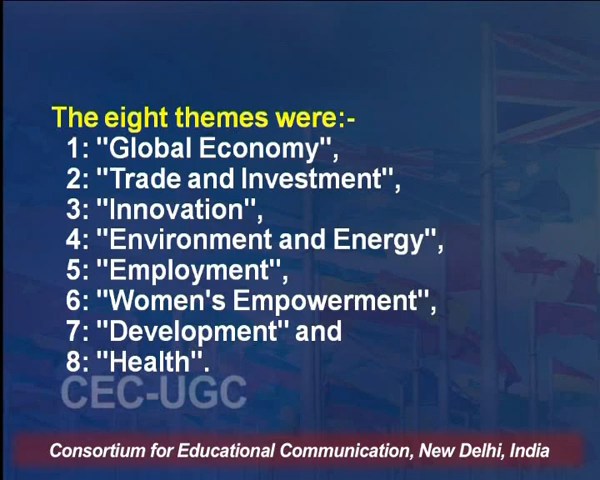 The eight themes were:-
1: "Global Economy",
2: "Trade and Investment",
3: "Innovation",
4: "Environment and Energy",
5: "Employment",
6: "Women's Empowerment",
7: "Development" and
8: "Health".
CEC-UGC
Consortium for Educational Communication, New Delhi, India